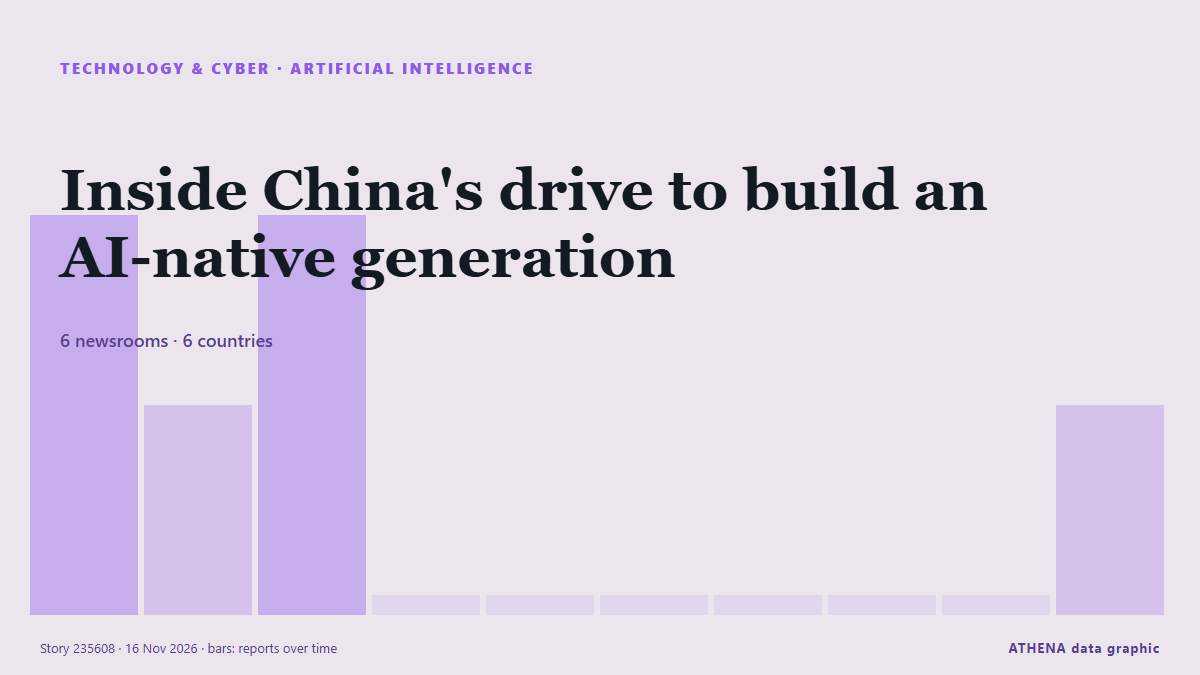 TECHNOLOGY & CYBER · ARTIFICIAL INTELLIGENCE
Inside China's drive to build an
AI-native generation
6 newsrooms · 6 countries
Story 235608 · 16 Nov 2026 · bars: reports over time
ATHENA data graphic